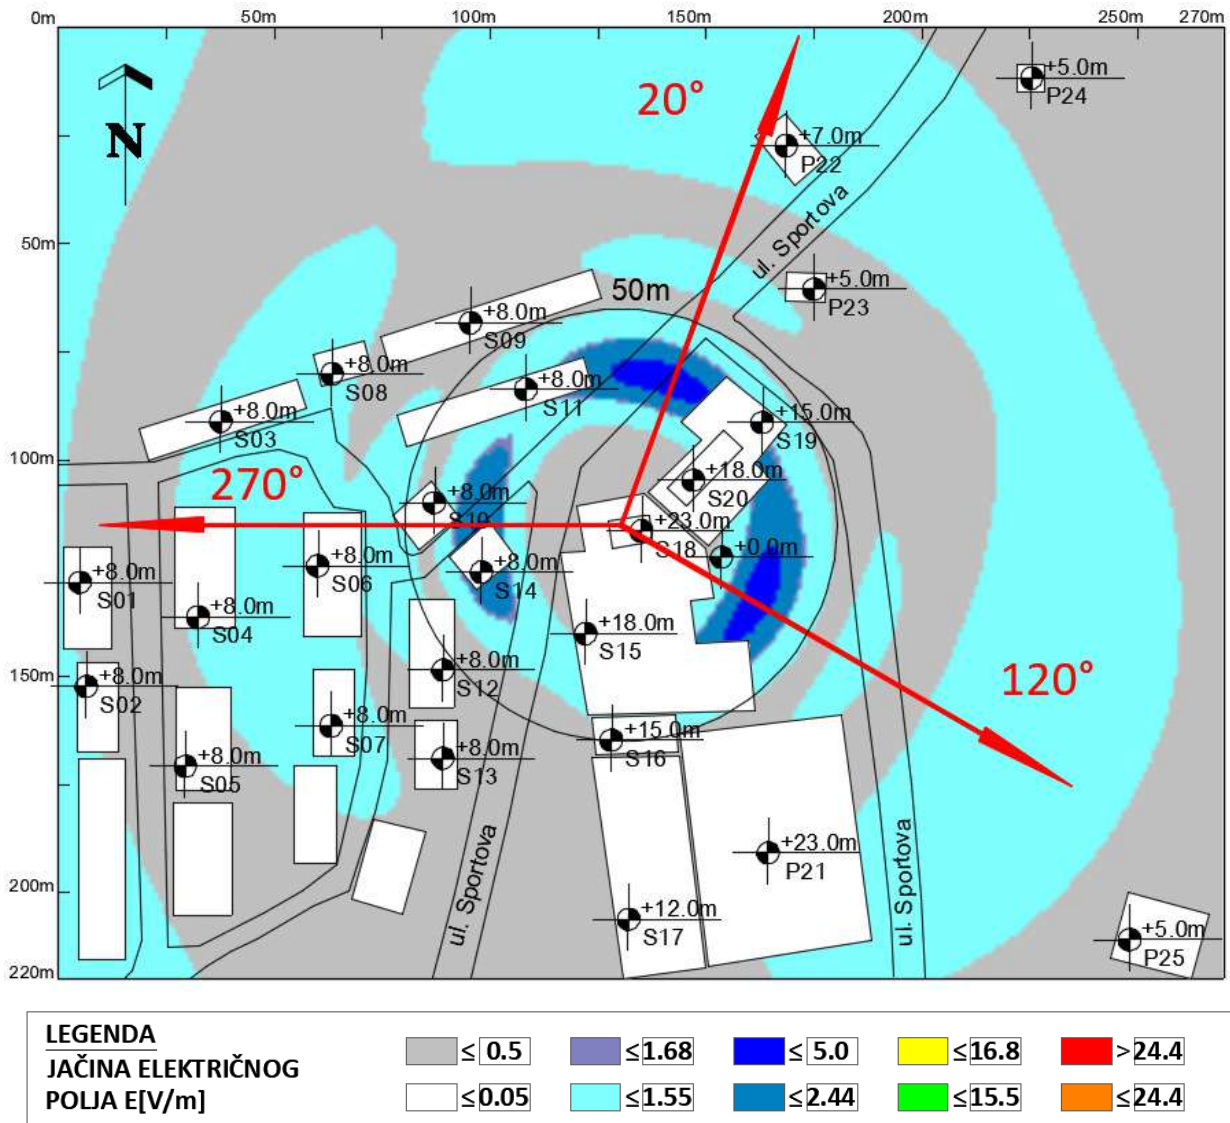 0m 50m 100m 150m 200m 250m 270m
+5.0m
P24
20°
N
+7.0m
P22
ul. Sportova
50m
+5.0m
P23
50m
+8.0m
S09
+8.0m
S08
+8.0m
S11
+8.0m
S03
+15.0m
S19
100m
270°
+18.0m
S20
+8.0m
S10
+23.0m
S18
+0.0m
+8.0m
S06
+8.0m
S14
+8.0m
S01
+8.0m
S04
+18.0m
S15
120°
150m
+8.0m
S02
+8.0m
S12
+8.0m
S07
+15.0m
S16
+8.0m
S13
+8.0m
S05
+23.0m
P21
200m
ul. Sportova
ul. Sportova
+12.0m
S17
+5.0m
P25
220m
LEGENDA
JAČINA ELEKTRIČNOG
POLJA E[V/m]
≤ 0.5 ≤1.68 ≤ 5.0 ≤16.8 >24.4
≤0.05 ≤1.55 ≤2.44 ≤15.5 ≤24.4